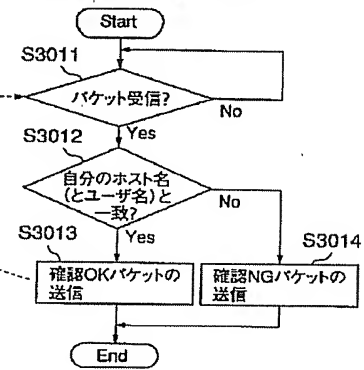 Start
S3011
パケット受信?
No
Yes
S3012
自分のホスト名
(とユーザ名)と
一致?
No
Yes
S3013
確認OKパケットの
送信
S3014
確認NGパケットの
送信
End